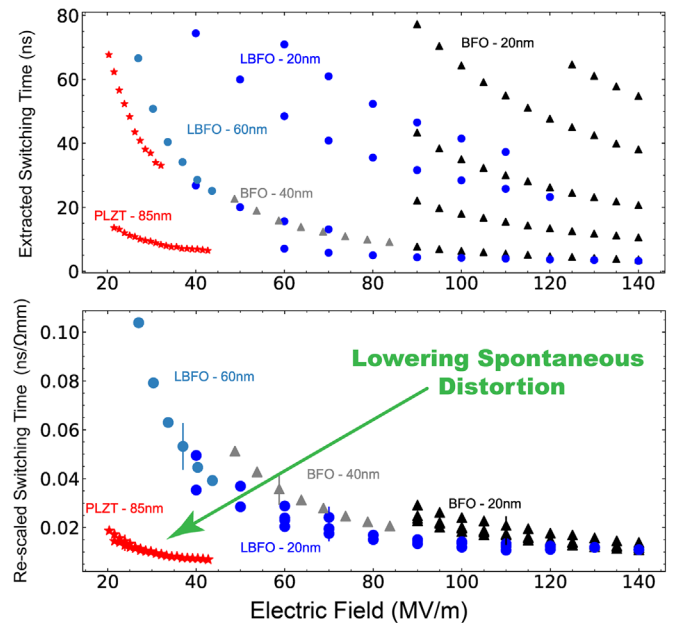 Extracted Switching Time (ns)
80
60
40
20
0
LBFO - 20nm
BFO - 20nm
LBFO - 60nm
BFO - 40nm
PLZT - 85nm
20
40
60
80
100
120
140
Re-scaled Switching Time (ns/Ωmm)
0.10
0.08
0.06
0.04
0.02
Lowering Spontaneous
Distortion
LBFO - 60nm
BFO - 40nm
BFO - 20nm
PLZT - 85nm
LBFO - 20nm
20
40
60
80
100
120
140
Electric Field (MV/m)